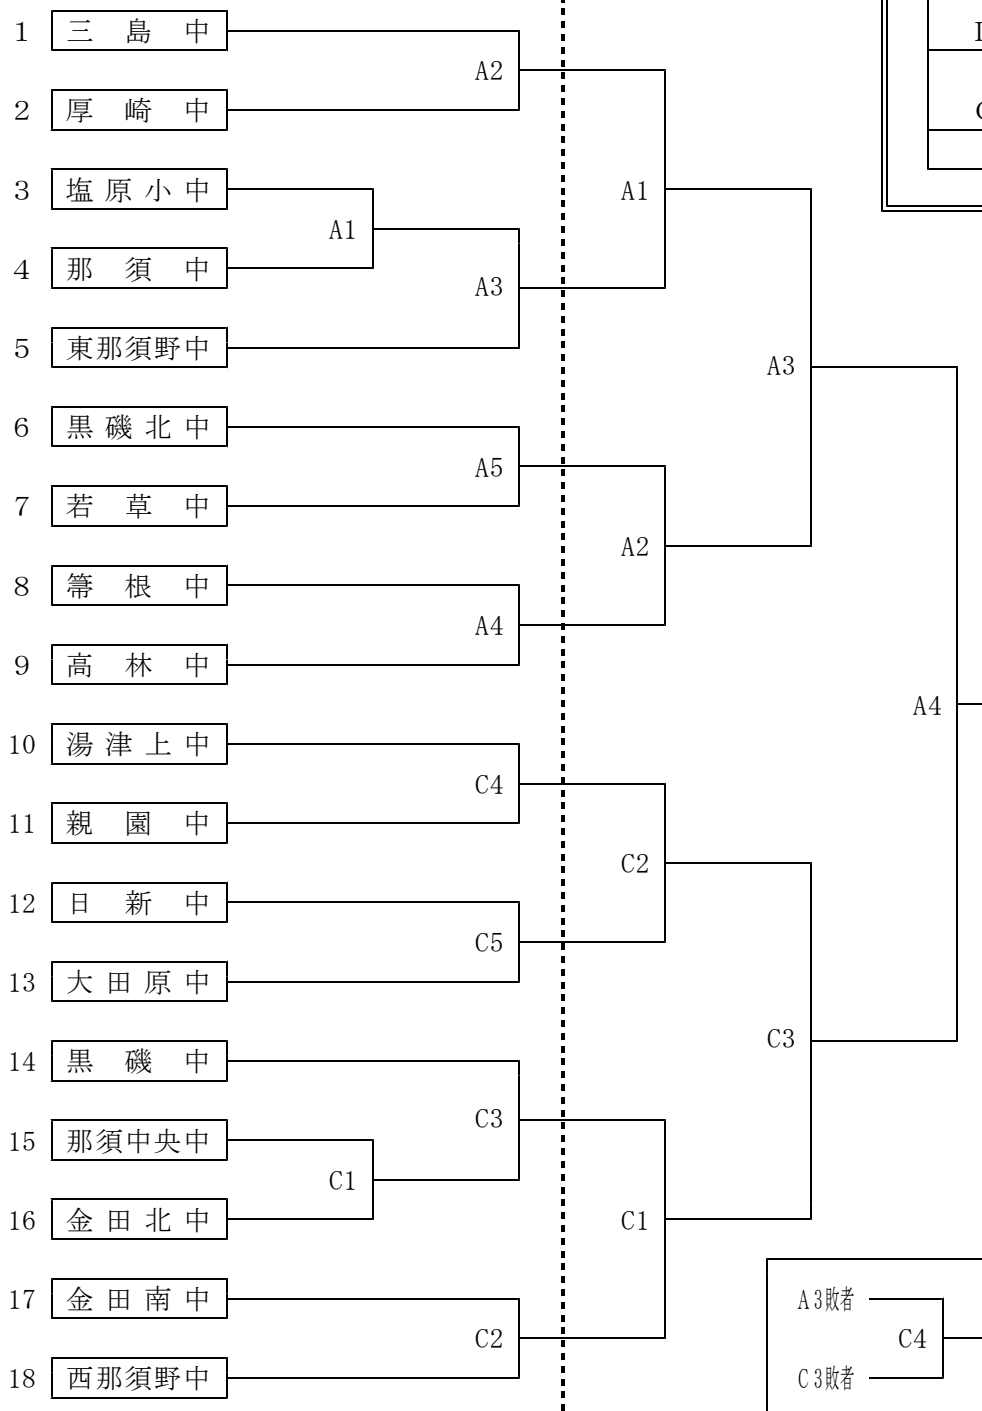 1 三島中
A2
2 厚崎中
3 塩原小中
A1
A1
4 那須中
A3
5 東那須野中
A3
6 黒磯北中
A5
7 若草中
A2
8 箒根中
A4
9 高林中
A4
10 湯津上中
C4
11 親園中
C2
12 日新中
C5
13 大田原中
C3
14 黒磯中
C3
15 那須中央中
C1
16 金田北中
C1
17 金田南中
A3敗者
C2
C4
18 西那須野中
C3敗者